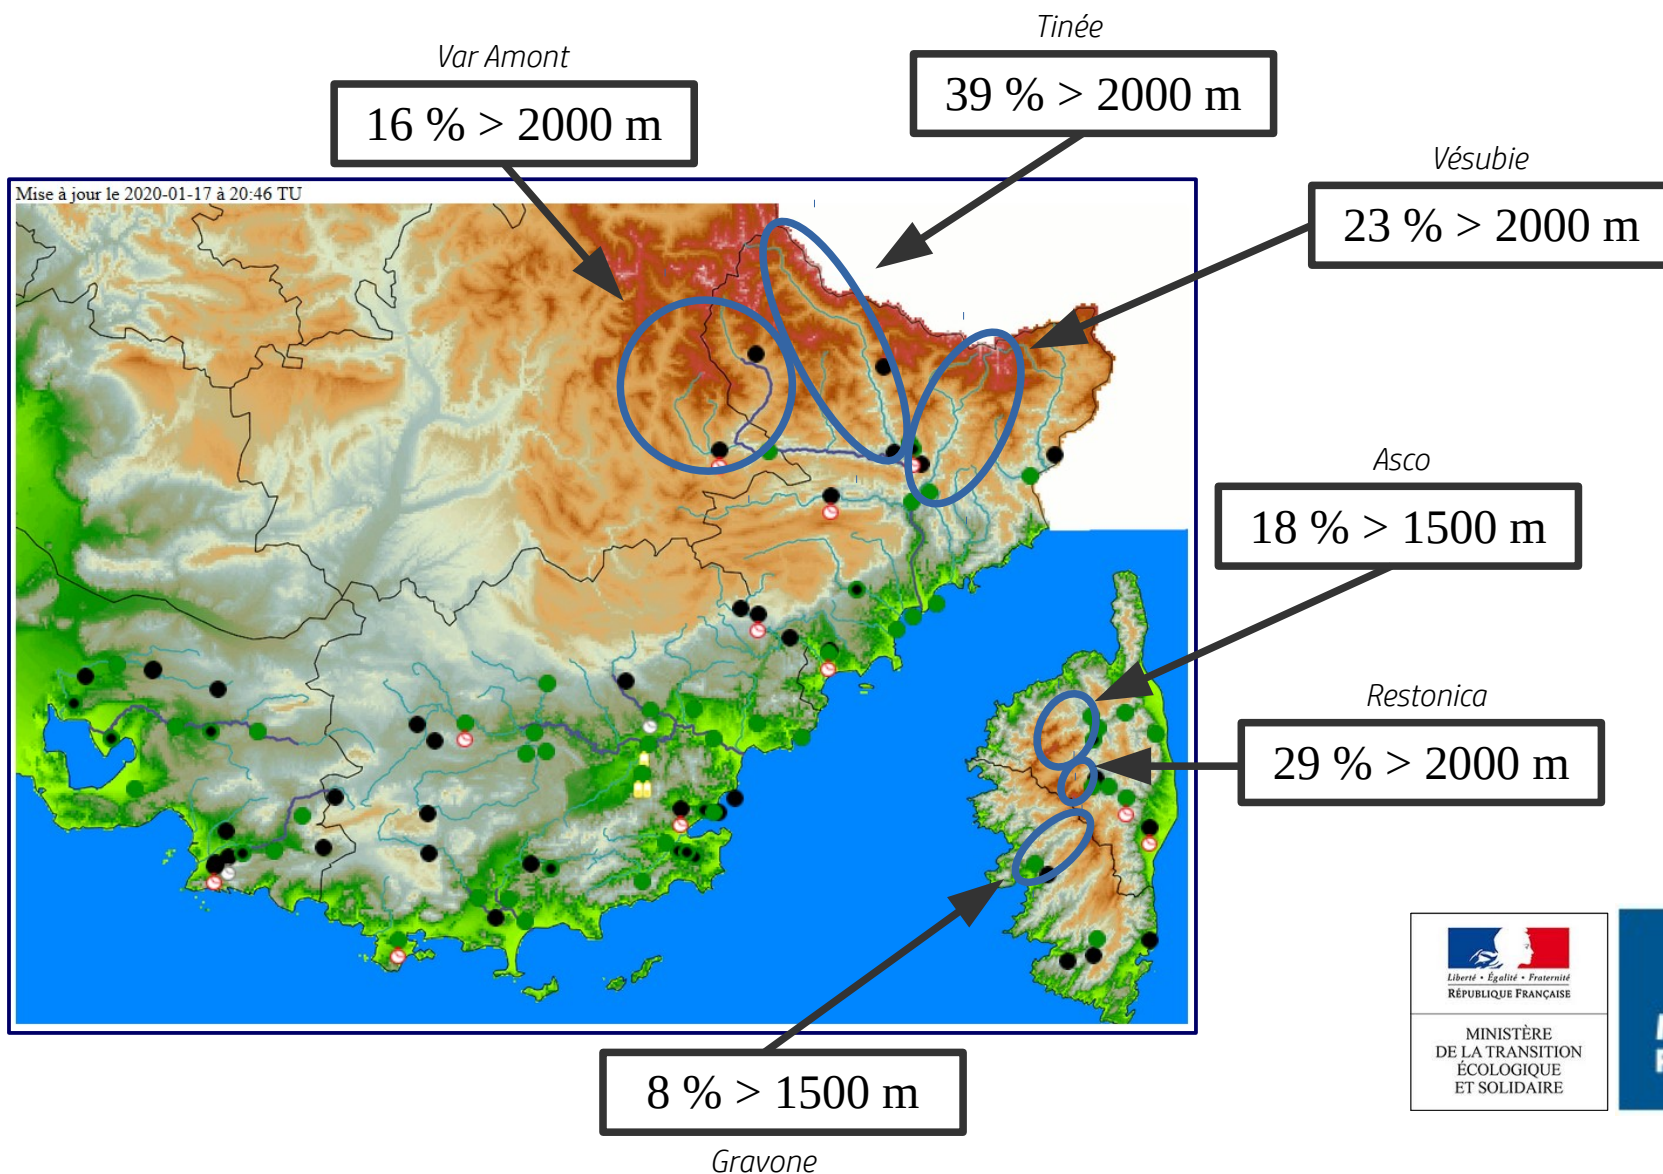 Tinée
39 % > 2000 m
Var Amont
16 % > 2000 m
Vésubie
23 % > 2000 m
Mise à jour le 2020-01-17 à 20:46 TU
Asco
18 % > 1500 m
Restonica
29 % > 2000 m
8 % > 1500 m
Gravone
Liberté • Égalité • Fraternité
RÉPUBLIQUE FRANÇAISE
MINISTÈRE
DE LA TRANSITION
ÉCOLOGIQUE
ET SOLIDAIRE